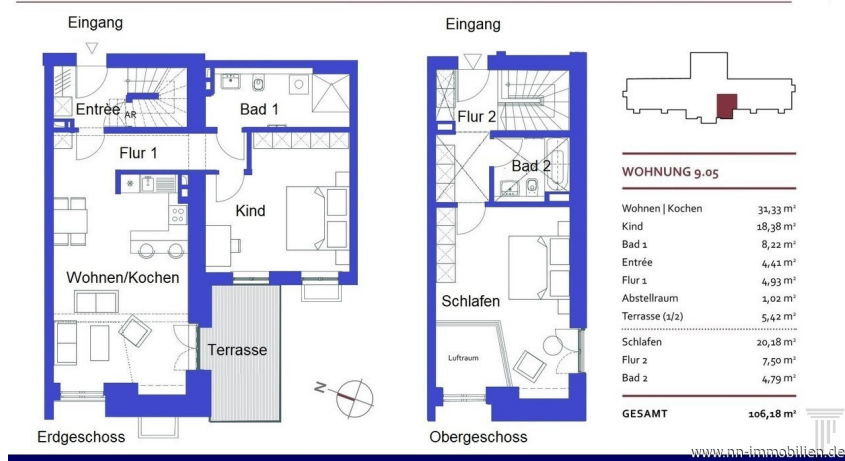 Eingang
Entrée
AR
Bad 1
Flur 1
Kind
Wohnen/Kochen
Terrasse
N
Erdgeschoss
Eingang
Flur 2
Bad 2
Schlafen
Luftraum
Obergeschoss
WOHNUNG 9.05
Wohnen | Kochen 31,33 m²
Kind 18,38 m²
Bad 1 8,22 m²
Entrée 4,41 m²
Flur 1 4,93 m²
Abstellraum 1,02 m²
Terrasse (1/2) 5,42 m²
Schlafen 20,18 m²
Flur 2 7,50 m²
Bad 2 4,79 m²
GESAMT 106,18 m²
www.nn-immobilien.de